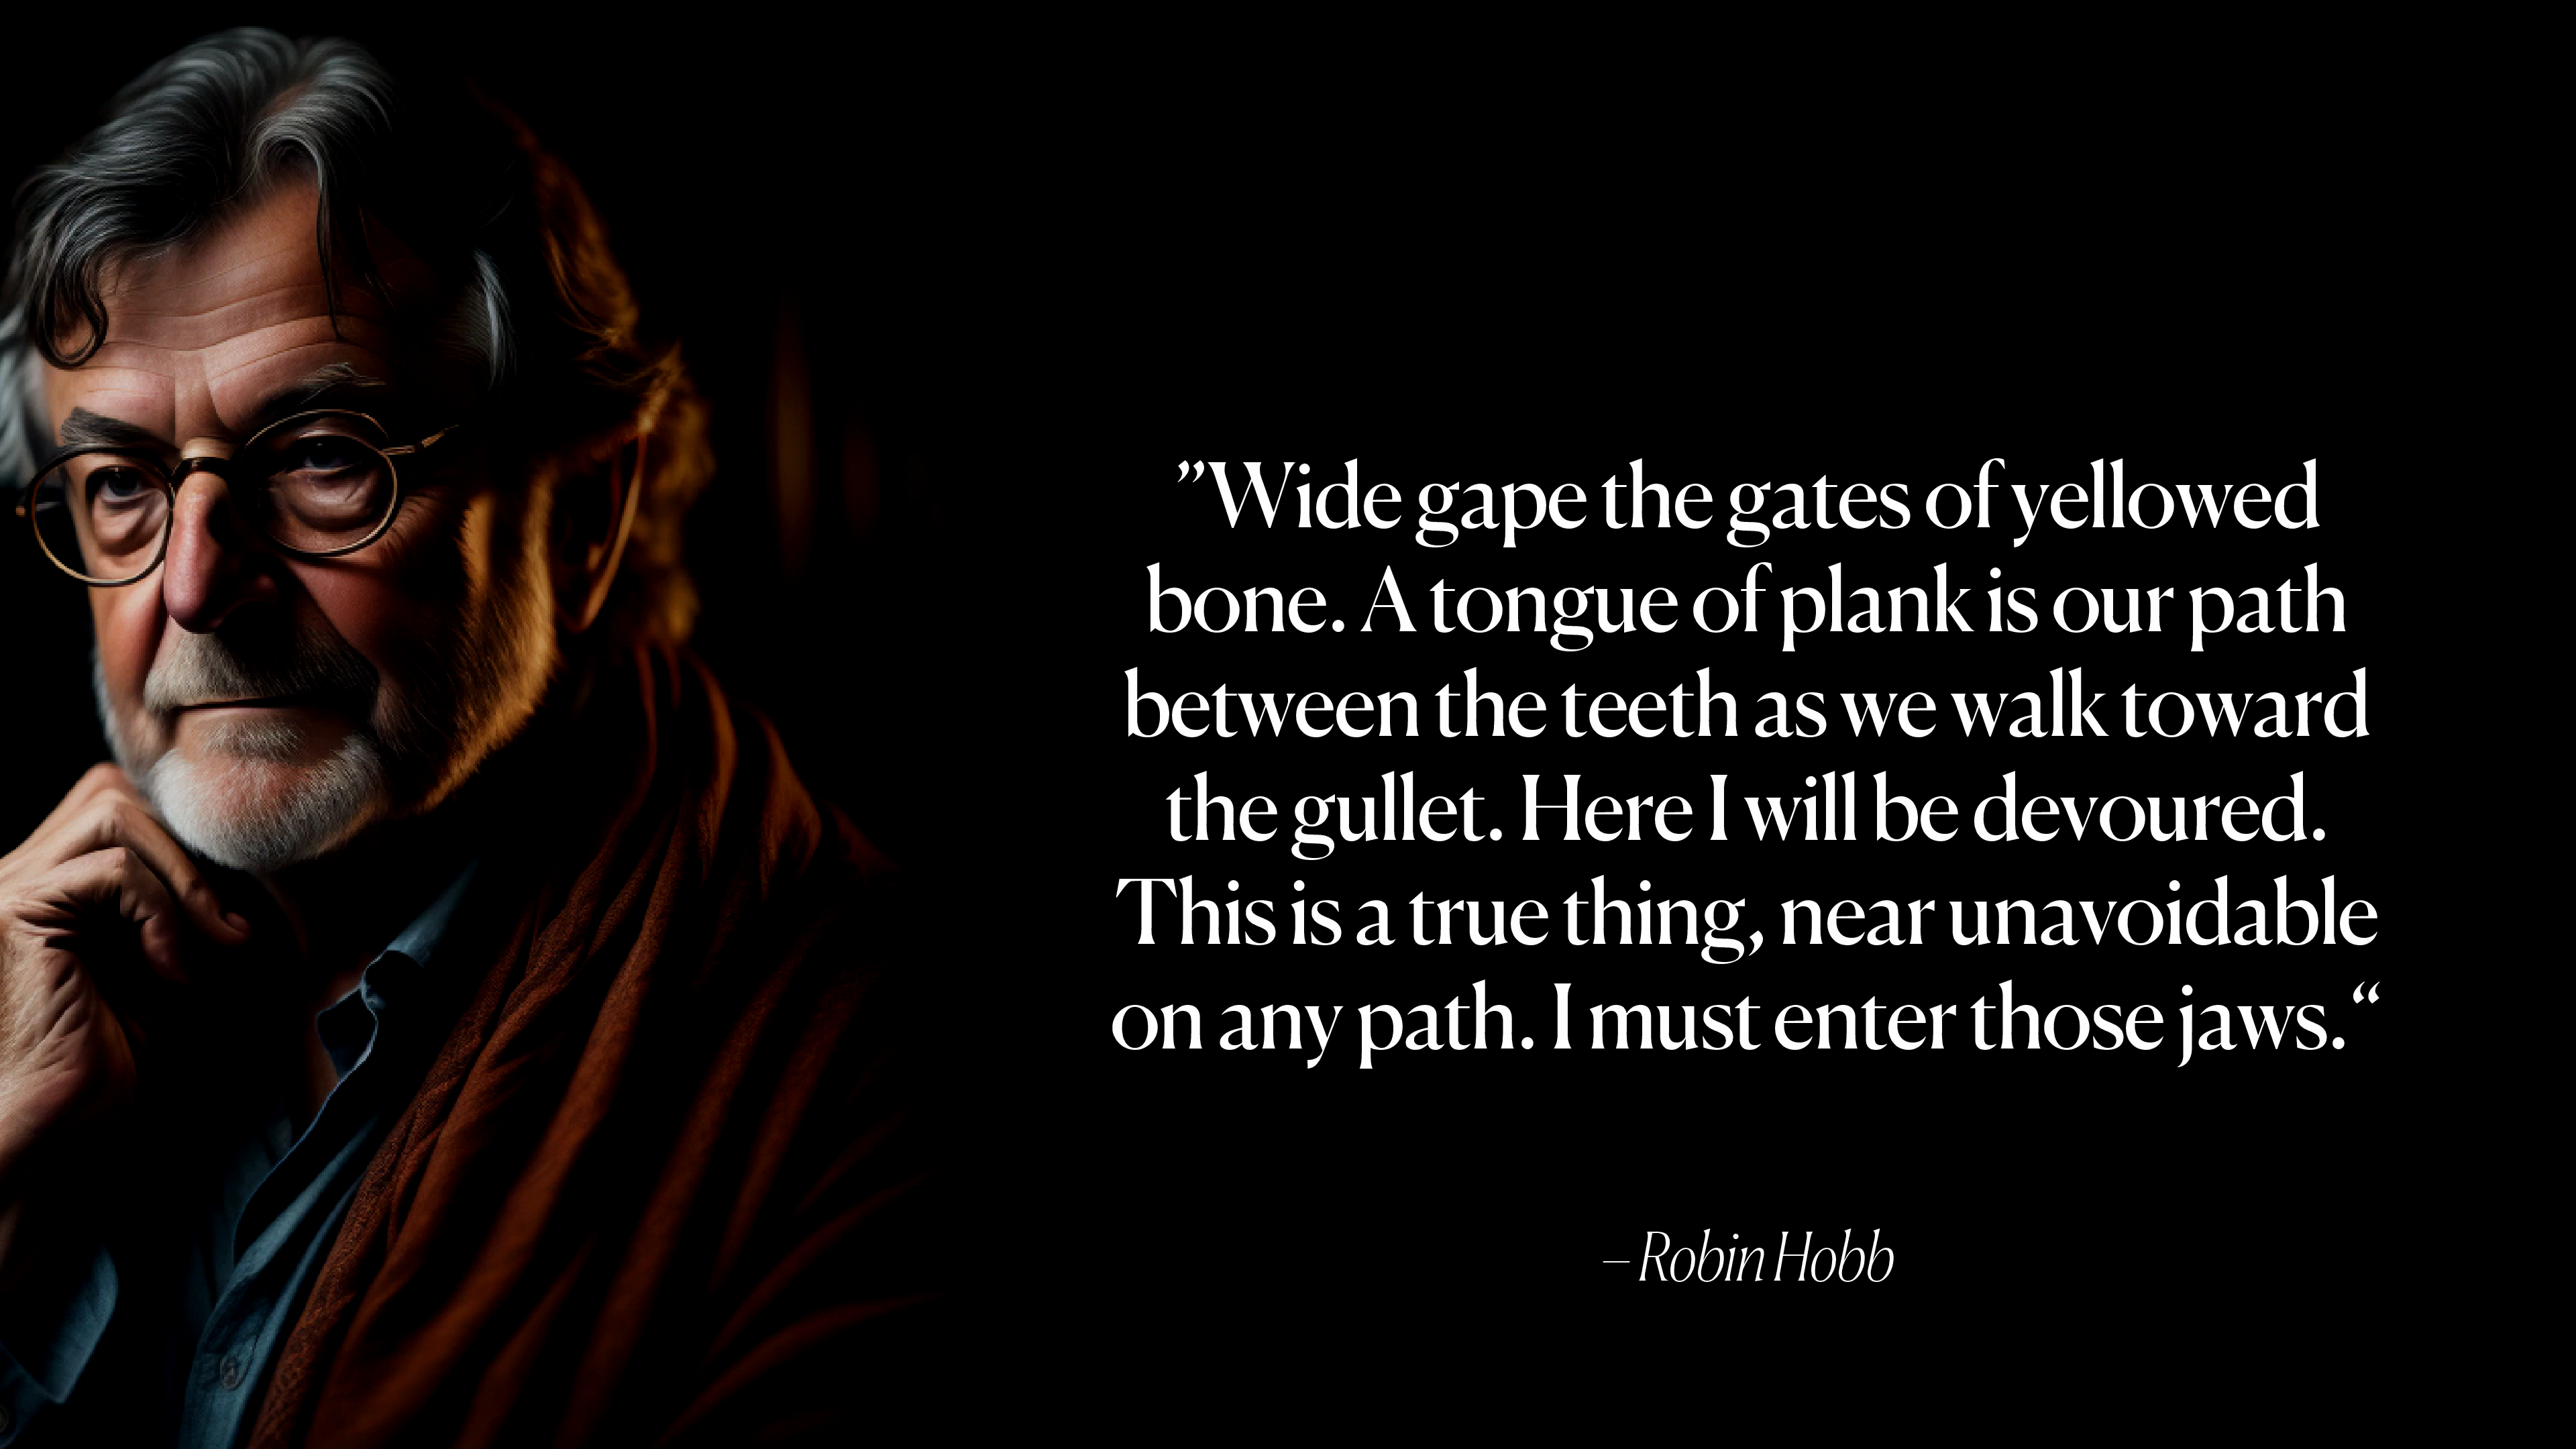 ”Wide gape the gates of yellowed
bone. A tongue of plank is our path
between the teeth as we walk toward
the gullet. Here I will be devoured.
This is a true thing, near unavoidable
on any path. I must enter those jaws.“
– Robin Hobb